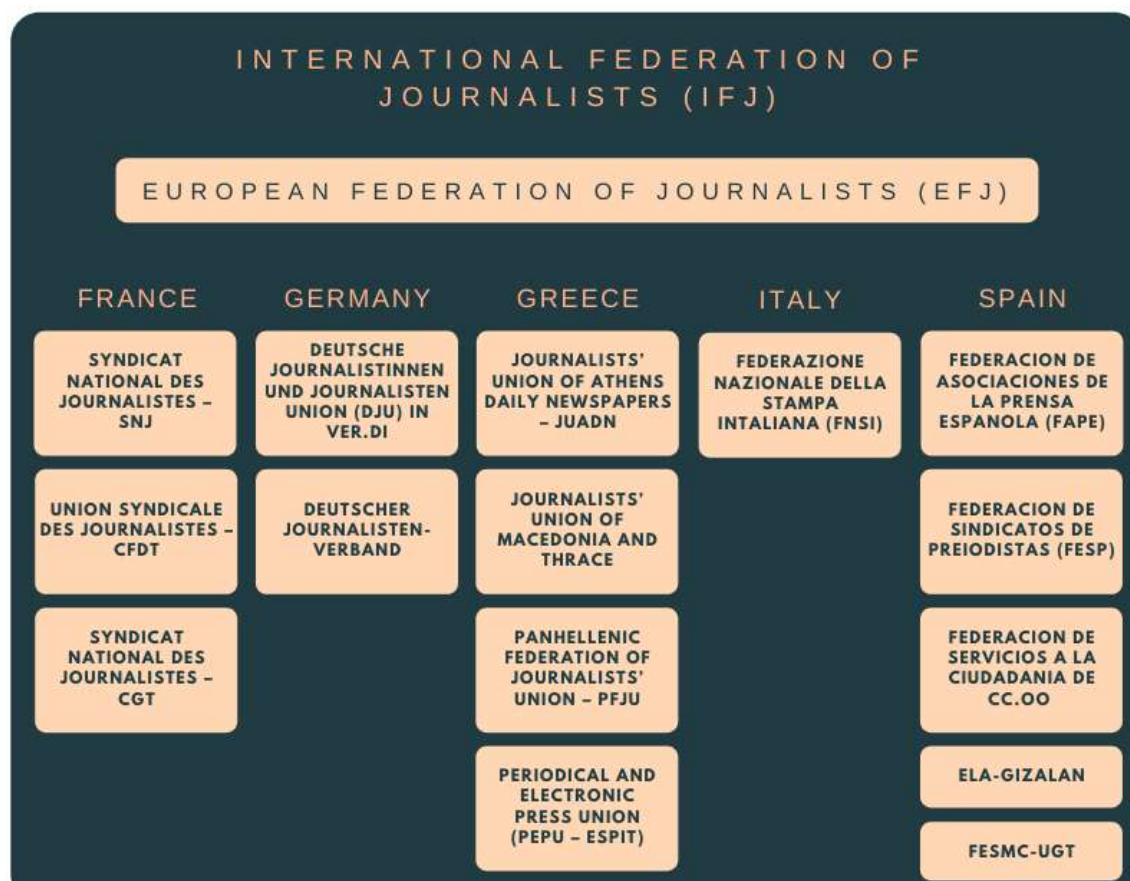 INTERNATIONAL FEDERATION OF
JOURNALISTS (IFJ)
EUROPEAN FEDERATION OF JOURNALISTS (EFJ)
FRANCE
SYNDICAT
NATIONAL DES
JOURNALISTES –
SNJ
UNION SYNDICALE
DES JOURNALISTES –
CFDT
SYNDICAT
NATIONAL DES
JOURNALISTES –
CGT
GERMANY
DEUTSCHE
JOURNALISTINNEN
UND JOURNALISTEN
UNION (DJU) IN
VER.DI
DEUTSCHER
JOURNALISTEN-
VERBAND
GREECE
JOURNALISTS’
UNION OF ATHENS
DAILY NEWSPAPERS
– JUADN
JOURNALISTS’
UNION OF
MACEDONIA AND
THRACE
PANHELLENIC
FEDERATION OF
JOURNALISTS’
UNION – PFJU
PERIODICAL AND
ELECTRONIC
PRESS UNION
(PEPU – ESPIT)
ITALY
FEDERAZIONE
NAZIONALE DELLA
STAMPA
INTALIANA (FNSI)
SPAIN
FEDERACION DE
ASOCIACIONES DE
LA PRENSA
ESPANOLA (FAPE)
FEDERACION DE
SINDICATOS DE
PREIODISTAS (FESP)
FEDERACION DE
SERVICIOS A LA
CIUDADANIA DE
CC.OO
ELA-GIZALAN
FESMC-UGT